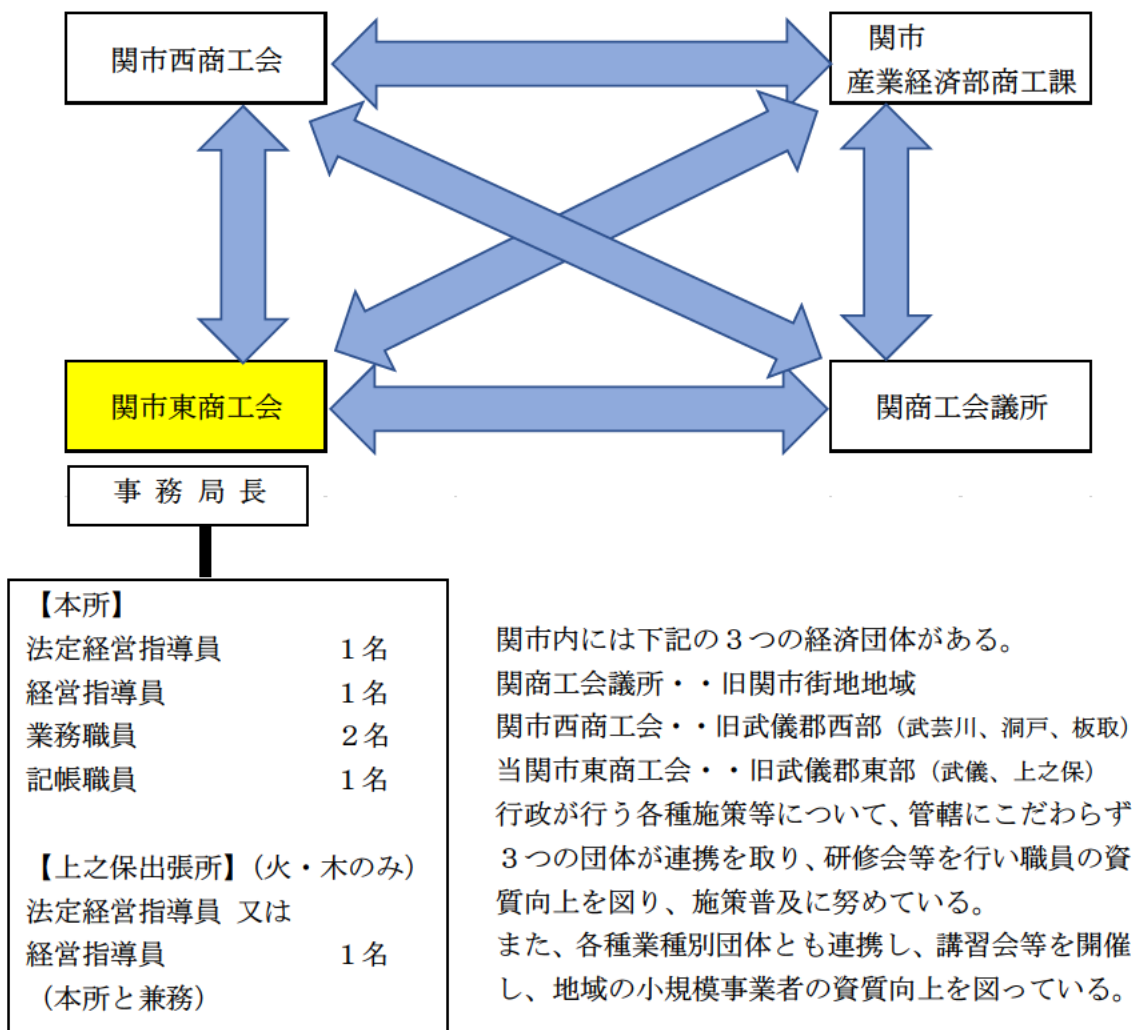 関市西商工会
関市
産業経済部商工課
関市東商工会
関商工会議所
事務局長
【本所】
法定経営指導員 1名
経営指導員 1名
業務職員 2名
記帳職員 1名
【上之保出張所】(火・木のみ)
法定経営指導員 又は
経営指導員 1名
(本所と兼務)
関市内には下記の3つの経済団体がある。
関商工会議所・・旧関市街地地域
関市西商工会・・旧武儀郡西部(武芸川、洞戸、板取)
当関市東商工会・・旧武儀郡東部(武儀、上之保)
行政が行う各種施策等について、管轄にこだわらず
3つの団体が連携を取り、研修会等を行い職員の資
質向上を図り、施策普及に努めている。
また、各種業種別団体とも連携し、講習会等を開催
し、地域の小規模事業者の資質向上を図っている。